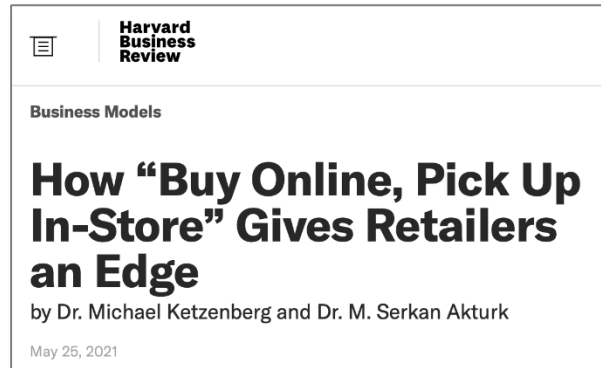 Harvard
Business
Review
Business Models
How “Buy Online, Pick Up
In-Store” Gives Retailers
an Edge
by Dr. Michael Ketzenberg and Dr. M. Serkan Akturk
May 25, 2021